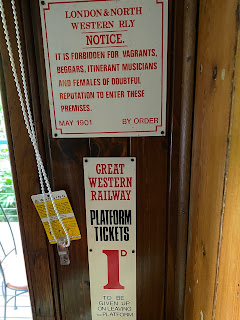 LONDON & NORTH
WESTERN RLY
NOTICE.
IT IS FORBIDDEN FOR VAGRANTS,
BEGGARS, ITINERANT MUSICIANS
AND FEMALES OF DOUBTFUL
REPUTATION TO ENTER THESE
PREMISES.
MAY 1901 BY ORDER
GREAT
WESTERN
RAILWAY
PLATFORM
TICKETS
1D
TO BE
GIVEN UP
ON LEAVING
PLATFORM